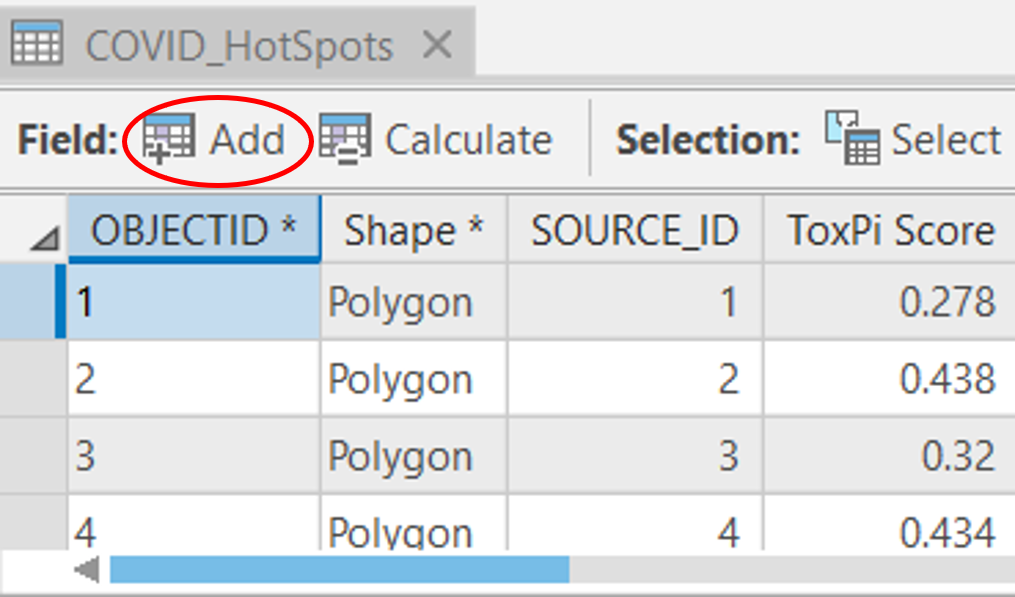 COVID_HotSpots
Field: Add Calculate Selection: Select
OBJECTID * Shape * SOURCE_ID ToxPi Score
1 Polygon 1 0.278
2 Polygon 2 0.438
3 Polygon 3 0.32
4 Polygon 4 0.434